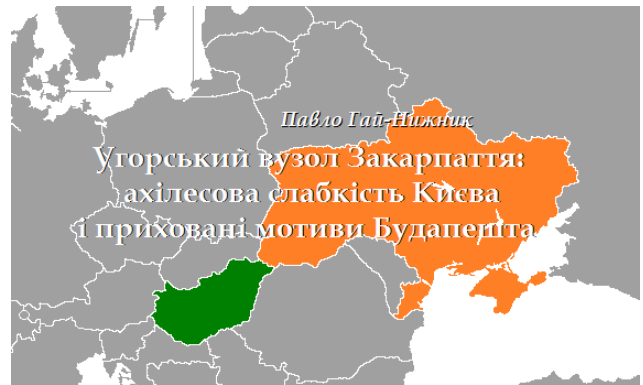 Павло Гай-Нижник
Угорський вузол Закарпаття:
ахілесова слабкість Києва
і приховані мотиви Будапешта